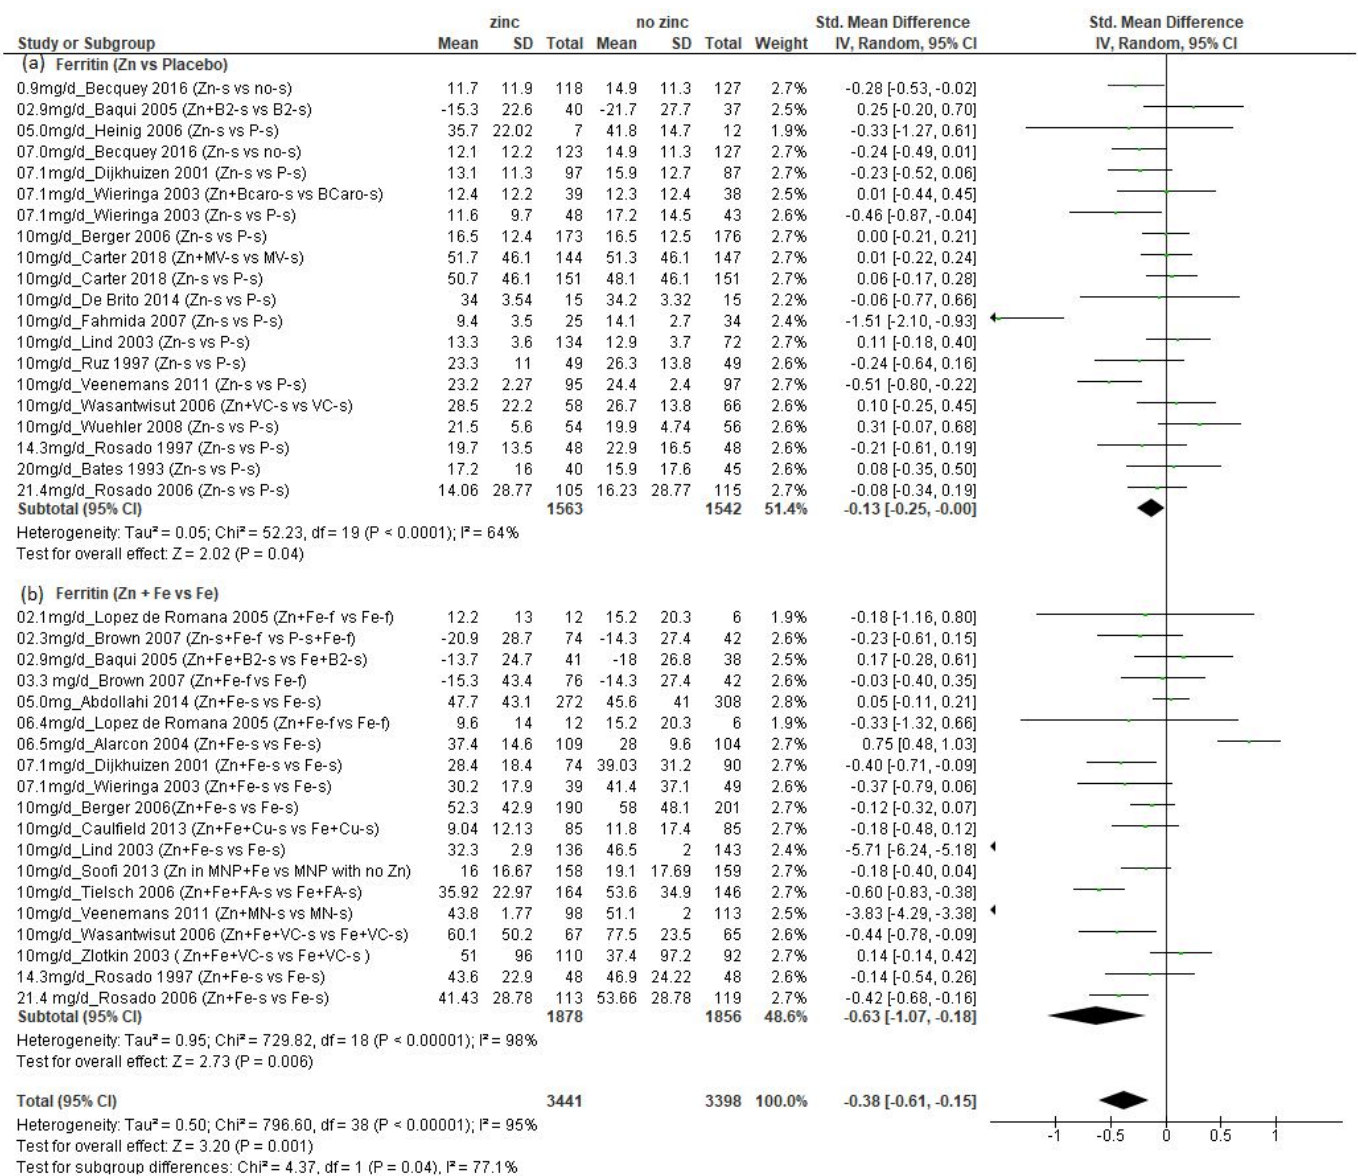 zinc no zinc Std. Mean Difference Std. Mean Difference
Study or Subgroup Mean SD Total Mean SD Total Weight IV, Random, 95% CI IV, Random, 95% CI
(a) Ferritin (Zn vs Placebo)
0.9mg/d_Becquey 2016 (Zn-s vs no-s) 11.7 11.9 118 14.9 11.3 127 2.7% -0.28 [-0.53, -0.02]
02.9mg/d_Baqui 2005 (Zn+B2-s vs B2-s) -15.3 22.6 40 -21.7 27.7 37 2.5% 0.25 [-0.20, 0.70]
05.0mg/d_Heinig 2006 (Zn-s vs P-s) 35.7 22.02 7 41.8 14.7 12 1.9% -0.33 [-1.27, 0.61]
07.0mg/d_Becquey 2016 (Zn-s vs no-s) 12.1 12.2 123 14.9 11.3 127 2.7% -0.24 [-0.49, 0.01]
07.1mg/d_Dijkhuizen 2001 (Zn-s vs P-s) 13.1 11.3 97 15.9 12.7 87 2.7% -0.23 [-0.52, 0.06]
07.1mg/d_Wieringa 2003 (Zn+Bcaro-s vs BCaro-s) 12.4 12.2 39 12.3 12.4 38 2.5% 0.01 [-0.44, 0.45]
07.1mg/d_Wieringa 2003 (Zn-s vs P-s) 11.6 9.7 48 17.2 14.5 43 2.6% -0.46 [-0.87, -0.04]
10mg/d_Berger 2006 (Zn-s vs P-s) 16.5 12.4 173 16.5 12.5 176 2.7% 0.00 [-0.21, 0.21]
10mg/d_Carter 2018 (Zn+MV-s vs MV-s) 51.7 46.1 144 51.3 46.1 147 2.7% 0.01 [-0.22, 0.24]
10mg/d_Carter 2018 (Zn-s vs P-s) 50.7 46.1 151 48.1 46.1 151 2.7% 0.06 [-0.17, 0.28]
10mg/d_De Brito 2014 (Zn-s vs P-s) 34 3.54 15 34.2 3.32 15 2.2% -0.06 [-0.77, 0.66]
10mg/d_Fahmida 2007 (Zn-s vs P-s) 9.4 3.5 25 14.1 2.7 34 2.4% -1.51 [-2.10, -0.93]
10mg/d_Lind 2003 (Zn-s vs P-s) 13.3 3.6 134 12.9 3.7 72 2.7% 0.11 [-0.18, 0.40]
10mg/d_Ruz 1997 (Zn-s vs P-s) 23.3 11 49 26.3 13.8 49 2.6% -0.24 [-0.64, 0.16]
10mg/d_Veenemans 2011 (Zn-s vs P-s) 23.2 2.27 95 24.4 2.4 97 2.7% -0.51 [-0.80, -0.22]
10mg/d_Wasantwisut 2006 (Zn+VC-s vs VC-s) 28.5 22.2 58 26.7 13.8 66 2.6% 0.10 [-0.25, 0.45]
10mg/d_Wuehler 2008 (Zn-s vs P-s) 21.5 5.6 54 19.9 4.74 56 2.6% 0.31 [-0.07, 0.68]
14.3mg/d_Rosado 1997 (Zn-s vs P-s) 19.7 13.5 48 22.9 16.5 48 2.6% -0.21 [-0.61, 0.19]
20mg/d_Bates 1993 (Zn-s vs P-s) 17.2 16 40 15.9 17.6 45 2.6% 0.08 [-0.35, 0.50]
21.4mg/d_Rosado 2006 (Zn-s vs P-s) 14.06 28.77 105 16.23 28.77 115 2.7% -0.08 [-0.34, 0.19]
Subtotal (95% CI) 1563 1542 51.4% -0.13 [-0.25, -0.00]
Heterogeneity: Tau² = 0.05; Chi² = 52.23, df = 19 (P < 0.0001); I² = 64%
Test for overall effect: Z = 2.02 (P = 0.04)
(b) Ferritin (Zn + Fe vs Fe)
02.1mg/d_Lopez de Romana 2005 (Zn+Fe-f vs Fe-f) 12.2 13 12 15.2 20.3 6 1.9% -0.18 [-1.16, 0.80]
02.3mg/d_Brown 2007 (Zn-s+Fe-f vs P-s+Fe-f) -20.9 28.7 74 -14.3 27.4 42 2.6% -0.23 [-0.61, 0.15]
02.9mg/d_Baqui 2005 (Zn+Fe+B2-s vs Fe+B2-s) -13.7 24.7 41 -18 26.8 38 2.5% 0.17 [-0.28, 0.61]
03.3 mg/d_Brown 2007 (Zn+Fe-f vs Fe-f) -15.3 43.4 76 -14.3 27.4 42 2.6% -0.03 [-0.40, 0.35]
05.0mg_Abdollahi 2014 (Zn+Fe-s vs Fe-s) 47.7 43.1 272 45.6 41 308 2.8% 0.05 [-0.11, 0.21]
06.4mg/d_Lopez de Romana 2005 (Zn+Fe-f vs Fe-f) 9.6 14 12 15.2 20.3 6 1.9% -0.33 [-1.32, 0.66]
06.5mg/d_Alarcon 2004 (Zn+Fe-s vs Fe-s) 37.4 14.6 109 28 9.6 104 2.7% 0.75 [0.48, 1.03]
07.1mg/d_Dijkhuizen 2001 (Zn+Fe-s vs Fe-s) 28.4 18.4 74 39.03 31.2 90 2.7% -0.40 [-0.71, -0.09]
07.1mg/d_Wieringa 2003 (Zn+Fe-s vs Fe-s) 30.2 17.9 39 41.4 37.1 49 2.6% -0.37 [-0.79, 0.06]
10mg/d_Berger 2006(Zn+Fe-s vs Fe-s) 52.3 42.9 190 58 48.1 201 2.7% -0.12 [-0.32, 0.07]
10mg/d_Caulfield 2013 (Zn+Fe+Cu-s vs Fe+Cu-s) 9.04 12.13 85 11.8 17.4 85 2.7% -0.18 [-0.48, 0.12]
10mg/d_Lind 2003 (Zn+Fe-s vs Fe-s) 32.3 2.9 136 46.5 2 143 2.4% -5.71 [-6.24, -5.18]
10mg/d_Soofi 2013 (Zn in MNP+Fe vs MNP with no Zn) 16 16.67 158 19.1 17.69 159 2.7% -0.18 [-0.40, 0.04]
10mg/d_Tielsch 2006 (Zn+Fe+FA-s vs Fe+FA-s) 35.92 22.97 164 53.6 34.9 146 2.7% -0.60 [-0.83, -0.38]
10mg/d_Veenemans 2011 (Zn+MN-s vs MN-s) 43.8 1.77 98 51.1 2 113 2.5% -3.83 [-4.29, -3.38]
10mg/d_Wasantwisut 2006 (Zn+Fe+VC-s vs Fe+VC-s) 60.1 50.2 67 77.5 23.5 65 2.6% -0.44 [-0.78, -0.09]
10mg/d_Zlotkin 2003 ( Zn+Fe+VC-s vs Fe+VC-s ) 51 96 110 37.4 97.2 92 2.7% 0.14 [-0.14, 0.42]
14.3mg/d_Rosado 1997 (Zn+Fe-s vs Fe-s) 43.6 22.9 48 46.9 24.22 48 2.6% -0.14 [-0.54, 0.26]
21.4 mg/d_Rosado 2006 (Zn+Fe-s vs Fe-s) 41.43 28.78 113 53.66 28.78 119 2.7% -0.42 [-0.68, -0.16]
Subtotal (95% CI) 1878 1856 48.6% -0.63 [-1.07, -0.18]
Heterogeneity: Tau² = 0.95; Chi² = 729.82, df = 18 (P < 0.00001); I² = 98%
Test for overall effect: Z = 2.73 (P = 0.006)
Total (95% CI) 3441 3398 100.0% -0.38 [-0.61, -0.15]
Heterogeneity: Tau² = 0.50; Chi² = 796.60, df = 38 (P < 0.00001); I² = 95%
-1 -0.5 0 0.5 1
Test for overall effect: Z = 3.20 (P = 0.001)
Test for subgroup differences: Chi² = 4.37, df = 1 (P = 0.04), I² = 77.1%